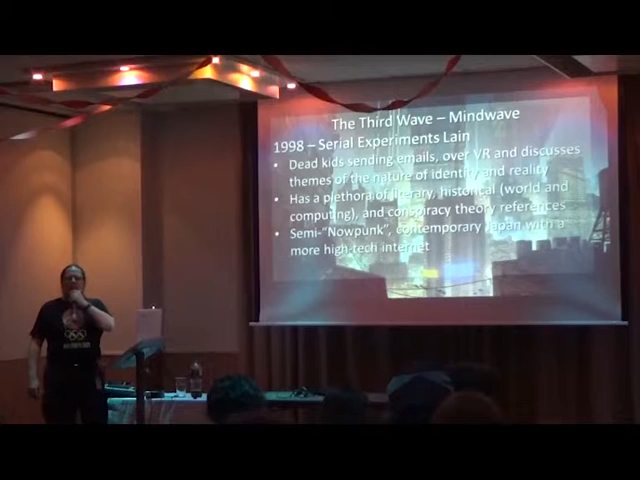 The Third Wave – Mindwave
1998 – Serial Experiments Lain
• Dead kids sending emails, over VR and discusses
themes of the nature of identity and reality
• Has a plethora of literary, historical (world and
computing), and conspiracy theory references
• Semi-"Nowpunk", contemporary Japan with a
more high-tech internet